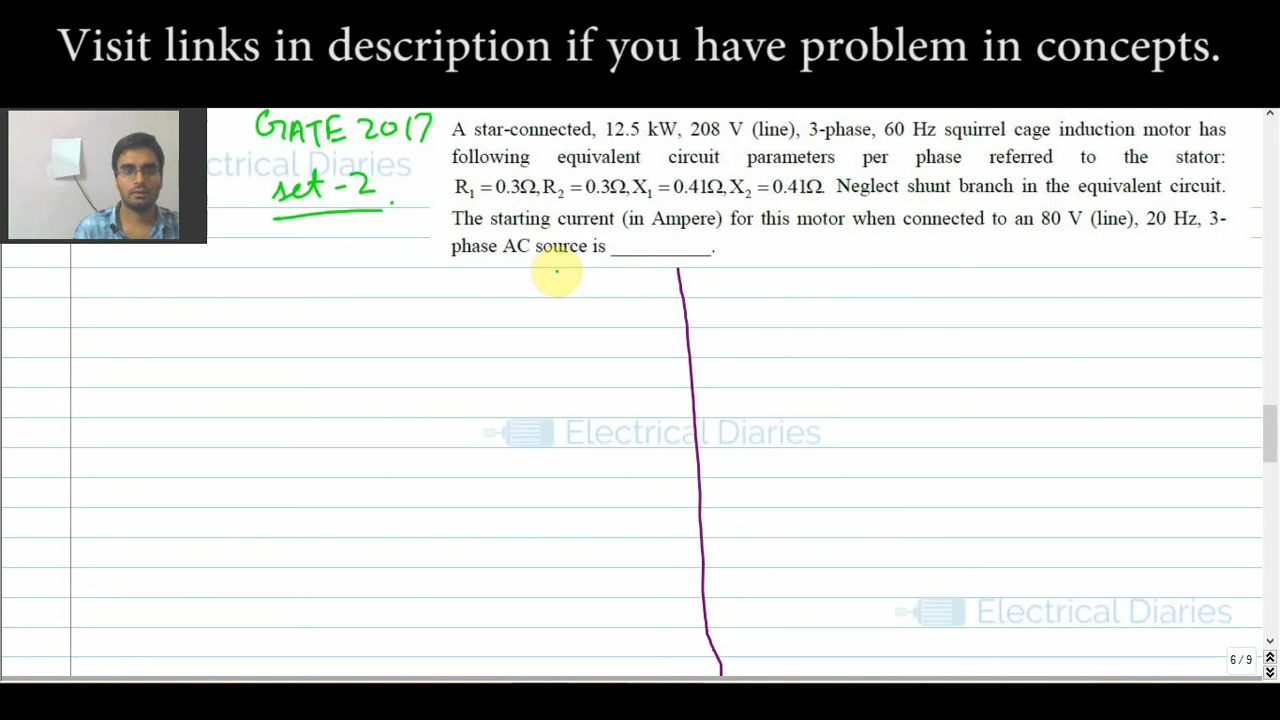 Visit links in description if you have problem in concepts.
GATE 2017
set-2.
A star-connected, 12.5 kW, 208 V (line), 3-phase, 60 Hz squirrel cage induction motor has
following equivalent circuit parameters per phase referred to the stator:
R₁ = 0.3Ω, R₂ = 0.3Ω, X₁ = 0.41Ω, X₂ = 0.41Ω. Neglect shunt branch in the equivalent circuit.
The starting current (in Ampere) for this motor when connected to an 80 V (line), 20 Hz, 3-
phase AC source is __________.
ctrical Diaries
Electrical Diaries
Electrical Diaries
6 / 9